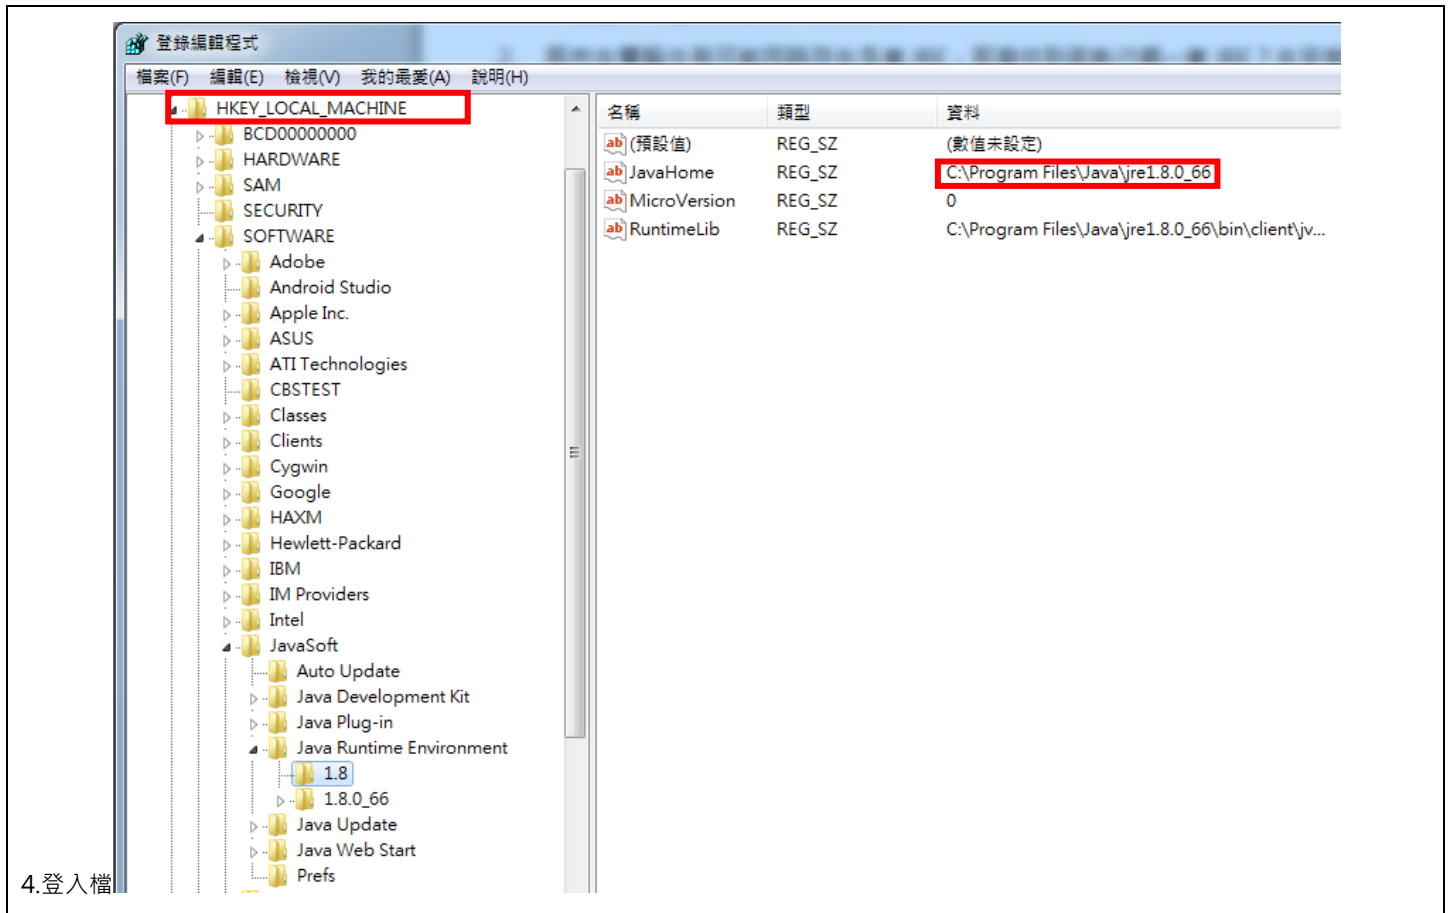 登錄編輯程式
檔案(F) 編輯(E) 檢視(V) 我的最愛(A) 說明(H)
HKEY_LOCAL_MACHINE
BCD00000000
HARDWARE
SAM
SECURITY
SOFTWARE
Adobe
Android Studio
Apple Inc.
ASUS
ATI Technologies
CBSTEST
Classes
Clients
Cygwin
Google
HAXM
Hewlett-Packard
IBM
IM Providers
Intel
JavaSoft
Auto Update
Java Development Kit
Java Plug-in
Java Runtime Environment
1.8
1.8.0_66
Java Update
Java Web Start
Prefs
名稱 類型 資料
(預設值) REG_SZ (數值未設定)
JavaHome REG_SZ C:\Program Files\Java\jre1.8.0_66
MicroVersion REG_SZ 0
RuntimeLib REG_SZ C:\Program Files\Java\jre1.8.0_66\bin\client\jv...
4.登入檔